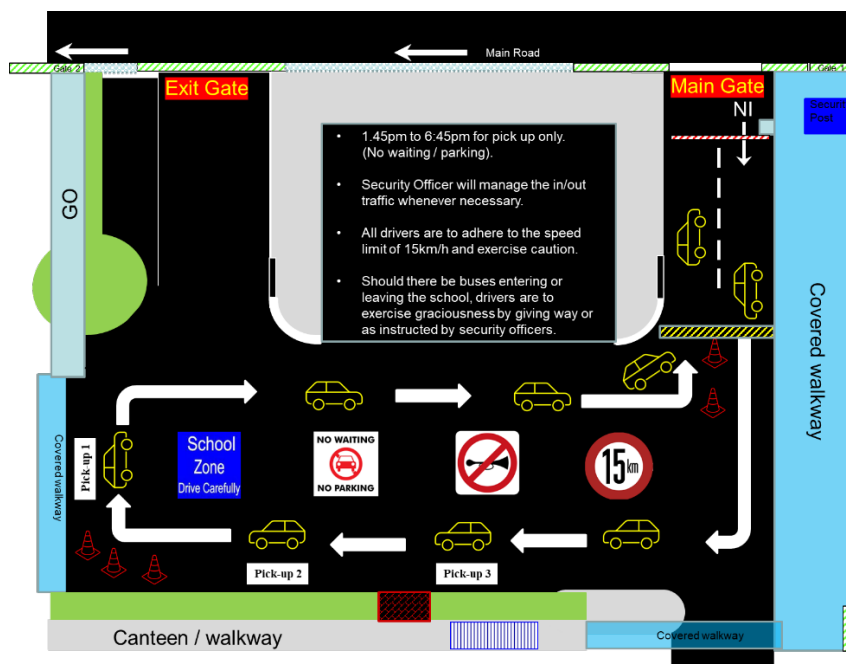 Main Road
Gate 2
Gate 1
Exit Gate
Main Gate
NI
Security
Post
GO
• 1.45pm to 6:45pm for pick up only.
(No waiting / parking).
• Security Officer will manage the in/out
traffic whenever necessary.
• All drivers are to adhere to the speed
limit of 15km/h and exercise caution.
• Should there be buses entering or
leaving the school, drivers are to
exercise graciousness by giving way or
as instructed by security officers.
Covered walkway
Covered walkway
Pick-up 1
School
Zone
Drive Carefully
NO WAITING
NO PARKING
15 km
Pick-up 2
Pick-up 3
Canteen / walkway
Covered walkway